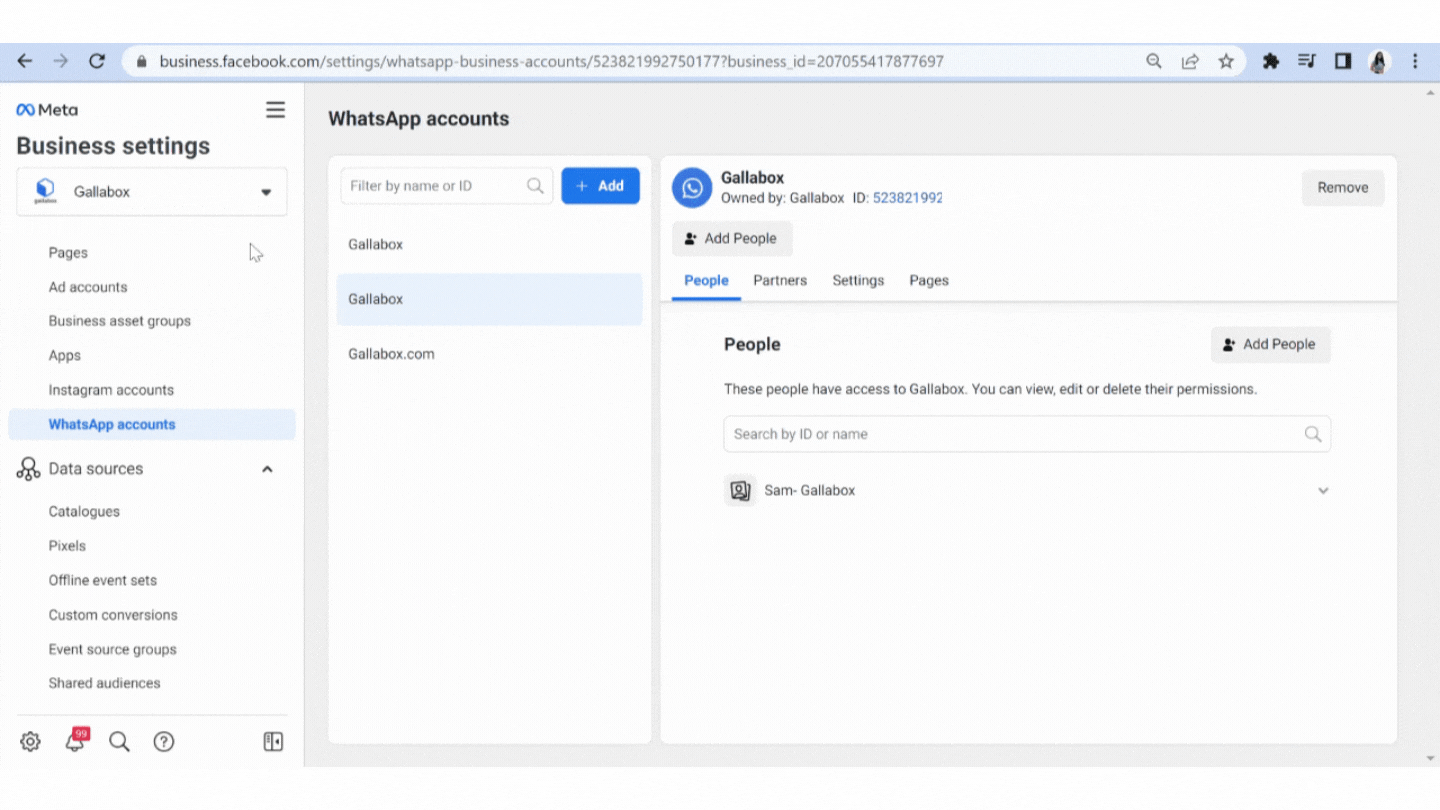 business.facebook.com/settings/whatsapp-business-accounts/523821992750177?business_id=207055417877697
Meta
Business settings
gallabox
Gallabox
Pages
Ad accounts
Business asset groups
Apps
Instagram accounts
WhatsApp accounts
Data sources
Catalogues
Pixels
Offline event sets
Custom conversions
Event source groups
Shared audiences
99
WhatsApp accounts
Filter by name or ID
+ Add
Gallabox
Gallabox
Gallabox.com
Gallabox
Owned by: Gallabox ID: 523821992
Remove
Add People
People Partners Settings Pages
People
Add People
These people have access to Gallabox. You can view, edit or delete their permissions.
Search by ID or name
Sam- Gallabox